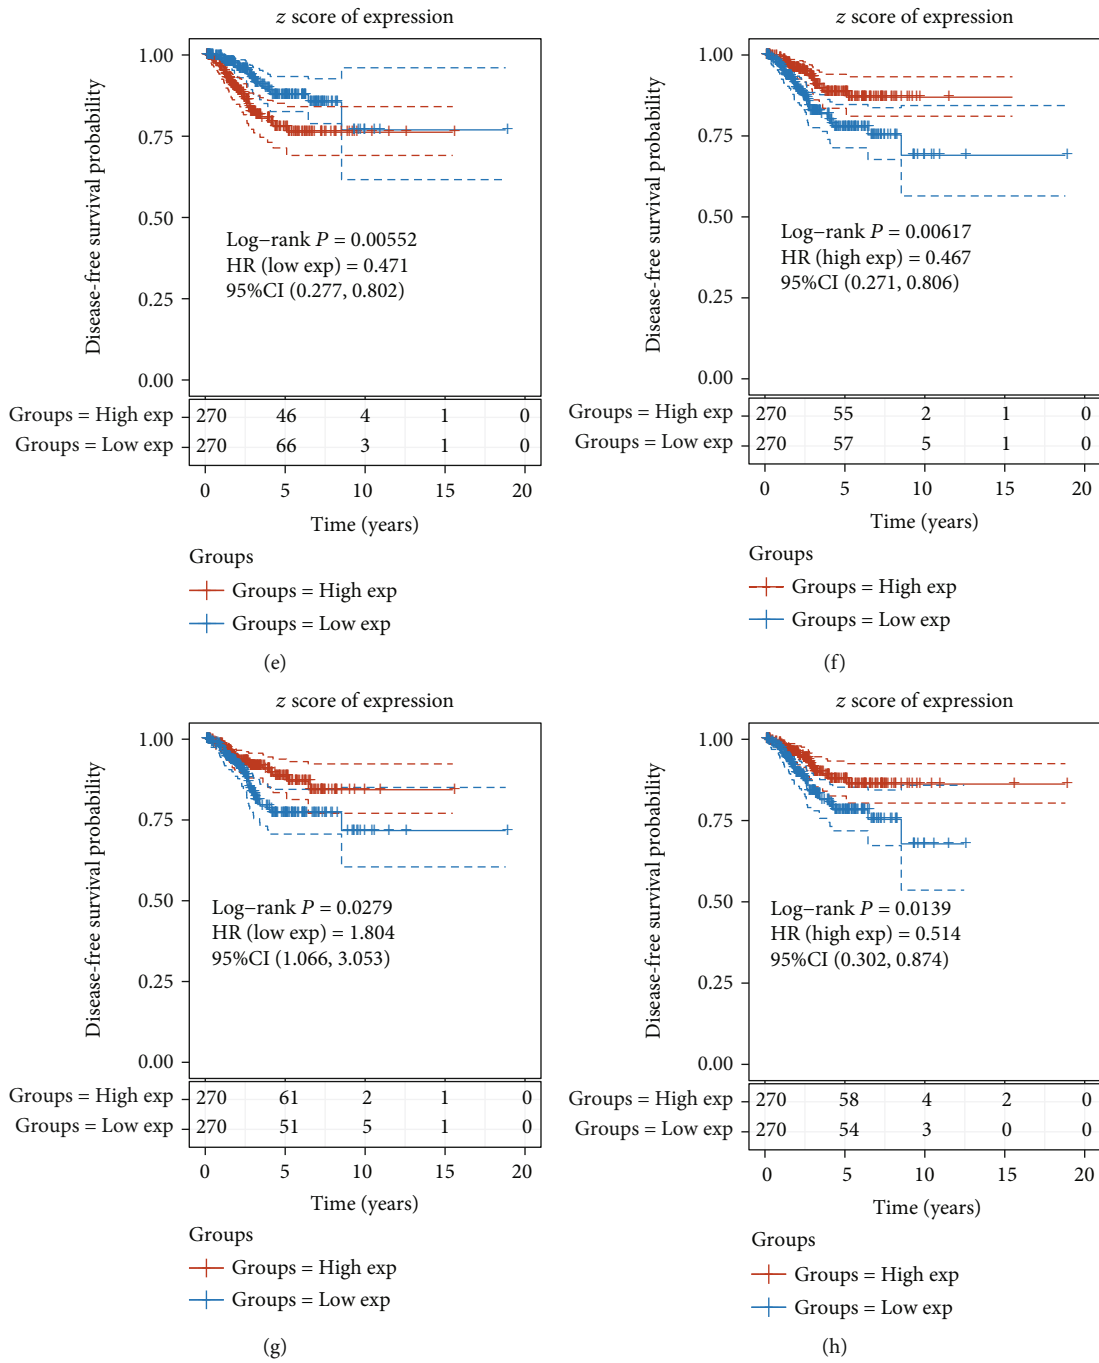 z score of expression
Disease-free survival probability
1.00
0.75
0.50
0.25
0.00
Log−rank P = 0.00552
HR (low exp) = 0.471
95%CI (0.277, 0.802)
Groups = High exp 270 46 4 1 0
Groups = Low exp 270 66 3 1 0
0 5 10 15 20
Time (years)
Groups
Groups = High exp
Groups = Low exp
(e)
z score of expression
Disease-free survival probability
1.00
0.75
0.50
0.25
0.00
Log−rank P = 0.00617
HR (high exp) = 0.467
95%CI (0.271, 0.806)
Groups = High exp 270 55 2 1 0
Groups = Low exp 270 57 5 1 0
0 5 10 15 20
Time (years)
Groups
Groups = High exp
Groups = Low exp
(f)
z score of expression
Disease-free survival probability
1.00
0.75
0.50
0.25
0.00
Log−rank P = 0.0279
HR (low exp) = 1.804
95%CI (1.066, 3.053)
Groups = High exp 270 61 2 1 0
Groups = Low exp 270 51 5 1 0
0 5 10 15 20
Time (years)
Groups
Groups = High exp
Groups = Low exp
(g)
z score of expression
Disease-free survival probability
1.00
0.75
0.50
0.25
0.00
Log−rank P = 0.0139
HR (high exp) = 0.514
95%CI (0.302, 0.874)
Groups = High exp 270 58 4 2 0
Groups = Low exp 270 54 3 0 0
0 5 10 15 20
Time (years)
Groups
Groups = High exp
Groups = Low exp
(h)